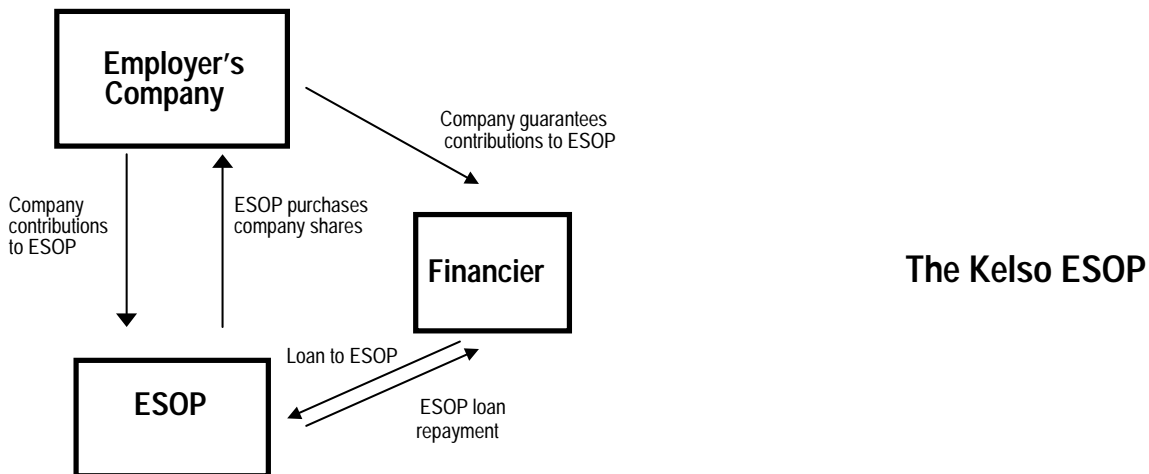 Employer's
Company
Company guarantees
contributions to ESOP
Company
contributions
to ESOP
ESOP purchases
company shares
Financier
The Kelso ESOP
Loan to ESOP
ESOP
ESOP loan
repayment